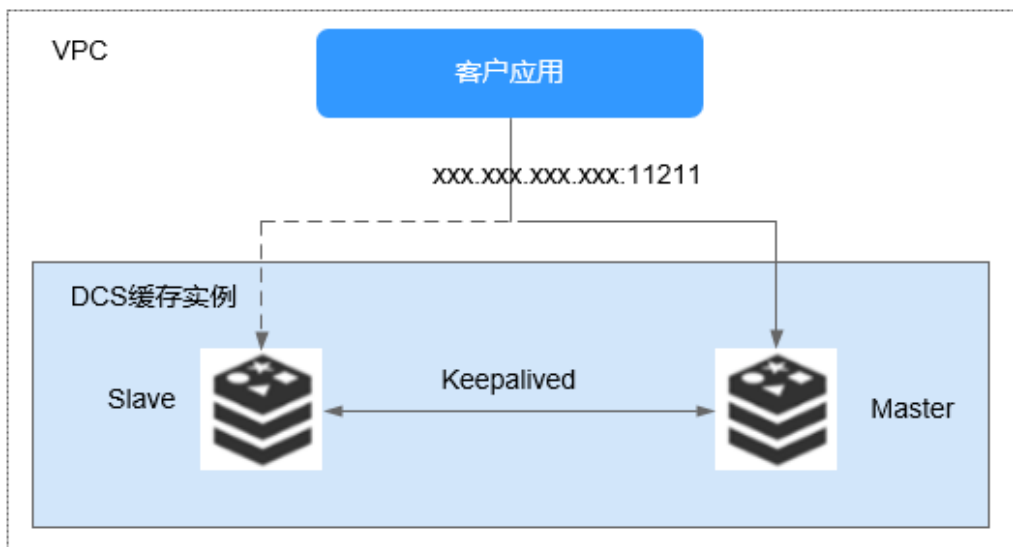 VPC
客户应用
xxx.xxx.xxx.xxx:11211
DCS缓存实例
Keepalived
Slave
Master